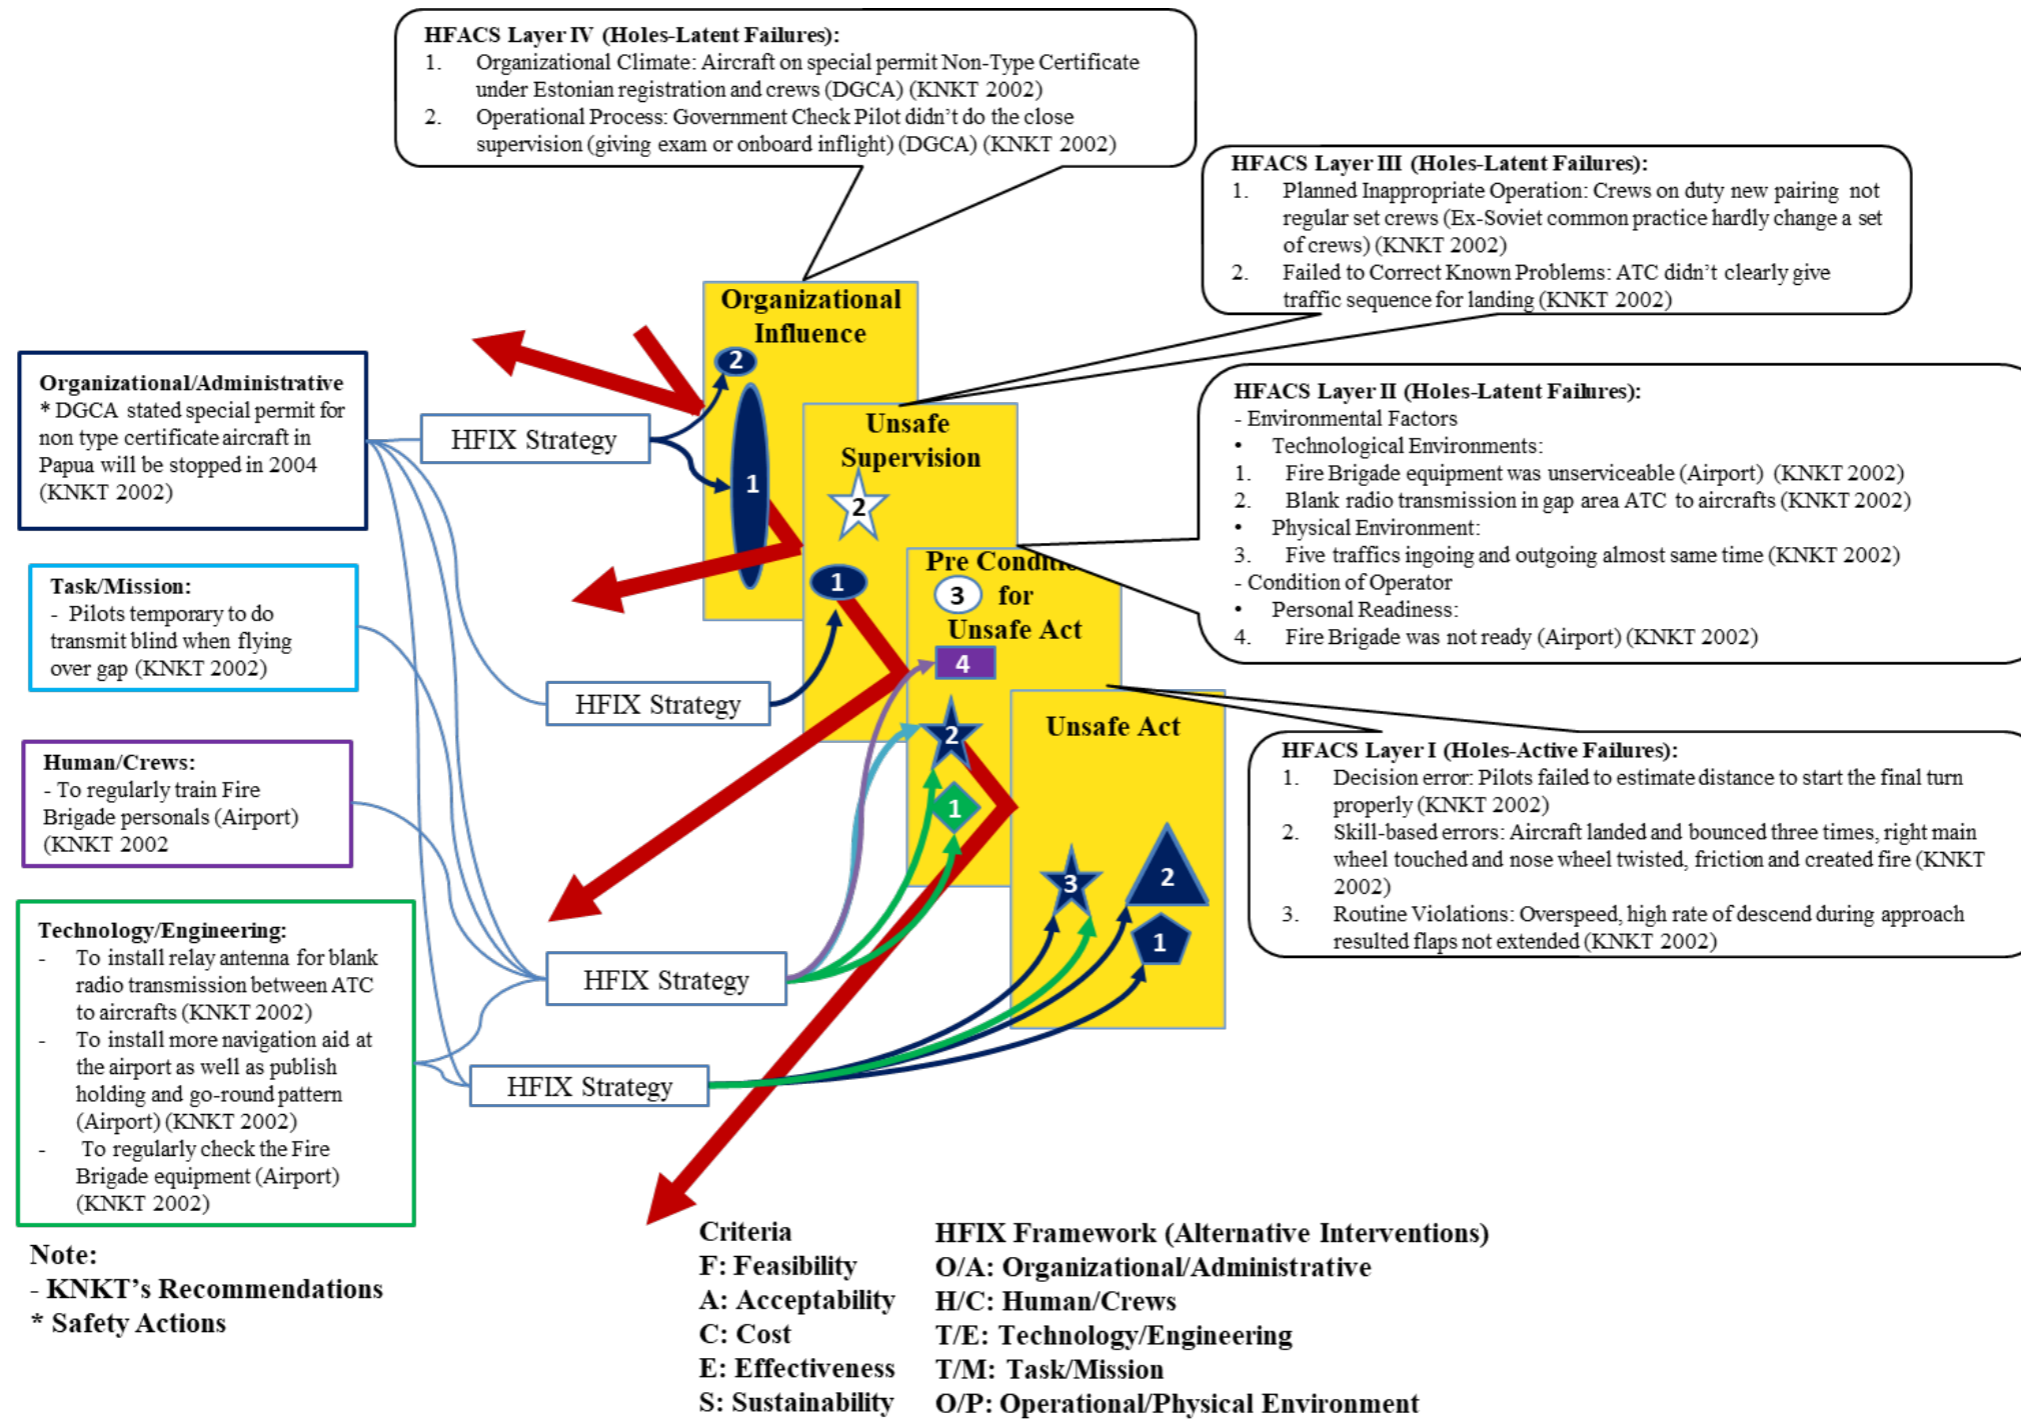 HFACS Layer IV (Holes-Latent Failures):
1. Organizational Climate: Aircraft on special permit Non-Type Certificate
under Estonian registration and crews (DGCA) (KNKT 2002)
2. Operational Process: Government Check Pilot didn't do the close
supervision (giving exam or onboard inflight) (DGCA) (KNKT 2002)
HFACS Layer III (Holes-Latent Failures):
1. Planned Inappropriate Operation: Crews on duty new pairing not
regular set crews (Ex-Soviet common practice hardly change a set
of crews) (KNKT 2002)
2. Failed to Correct Known Problems: ATC didn't clearly give
traffic sequence for landing (KNKT 2002)
HFACS Layer II (Holes-Latent Failures):
- Environmental Factors
• Technological Environments:
1. Fire Brigade equipment was unserviceable (Airport) (KNKT 2002)
2. Blank radio transmission in gap area ATC to aircrafts (KNKT 2002)
• Physical Environment:
3. Five traffics ingoing and outgoing almost same time (KNKT 2002)
- Condition of Operator
• Personal Readiness:
4. Fire Brigade was not ready (Airport) (KNKT 2002)
HFACS Layer I (Holes-Active Failures):
1. Decision error: Pilots failed to estimate distance to start the final turn
properly (KNKT 2002)
2. Skill-based errors: Aircraft landed and bounced three times, right main
wheel touched and nose wheel twisted, friction and created fire (KNKT
2002)
3. Routine Violations: Overspeed, high rate of descend during approach
resulted flaps not extended (KNKT 2002)
Organizational
Influence
2
1
Unsafe
Supervision
2
1
Pre Conditio
3 for
Unsafe Act
4
2
1
Unsafe Act
3
2
1
Organizational/Administrative
* DGCA stated special permit for
non type certificate aircraft in
Papua will be stopped in 2004
(KNKT 2002)
Task/Mission:
- Pilots temporary to do
transmit blind when flying
over gap (KNKT 2002)
Human/Crews:
- To regularly train Fire
Brigade personals (Airport)
(KNKT 2002
Technology/Engineering:
- To install relay antenna for blank
radio transmission between ATC
to aircrafts (KNKT 2002)
- To install more navigation aid at
the airport as well as publish
holding and go-round pattern
(Airport) (KNKT 2002)
- To regularly check the Fire
Brigade equipment (Airport)
(KNKT 2002)
HFIX Strategy
HFIX Strategy
HFIX Strategy
HFIX Strategy
Note:
- KNKT's Recommendations
* Safety Actions
Criteria
F: Feasibility
A: Acceptability
C: Cost
E: Effectiveness
S: Sustainability
HFIX Framework (Alternative Interventions)
O/A: Organizational/Administrative
H/C: Human/Crews
T/E: Technology/Engineering
T/M: Task/Mission
O/P: Operational/Physical Environment